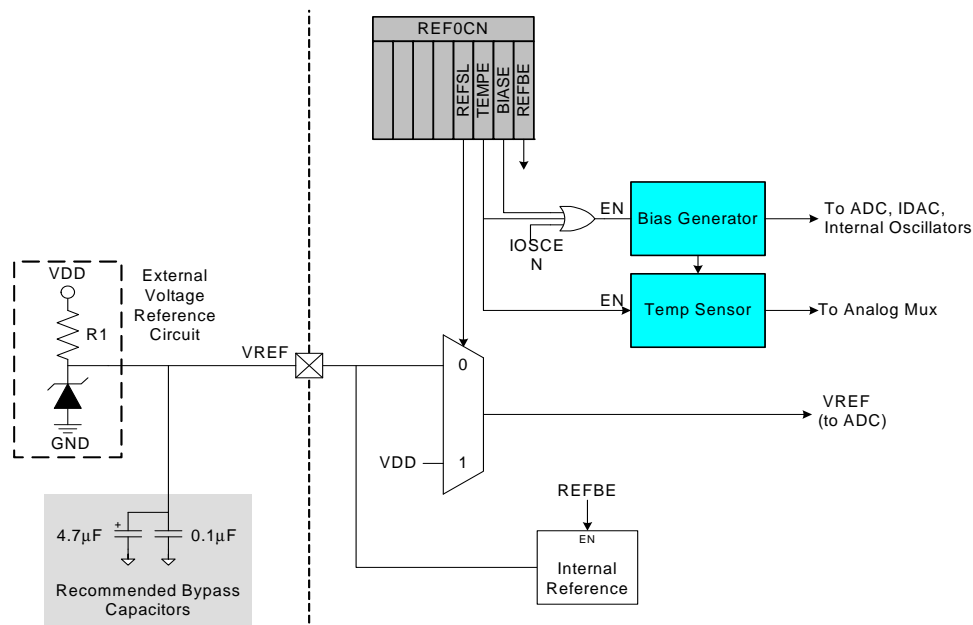 REF0CN
REFSL
TEMPE
BIASE
REFBE
EN
Bias Generator
To ADC, IDAC,
Internal Oscillators
IOSCE
N
EN
Temp Sensor
To Analog Mux
VDD
R1
GND
External
Voltage
Reference
Circuit
VREF
0
1
VDD
VREF
(to ADC)
REFBE
EN
Internal
Reference
+
4.7µF
0.1µF
Recommended Bypass
Capacitors